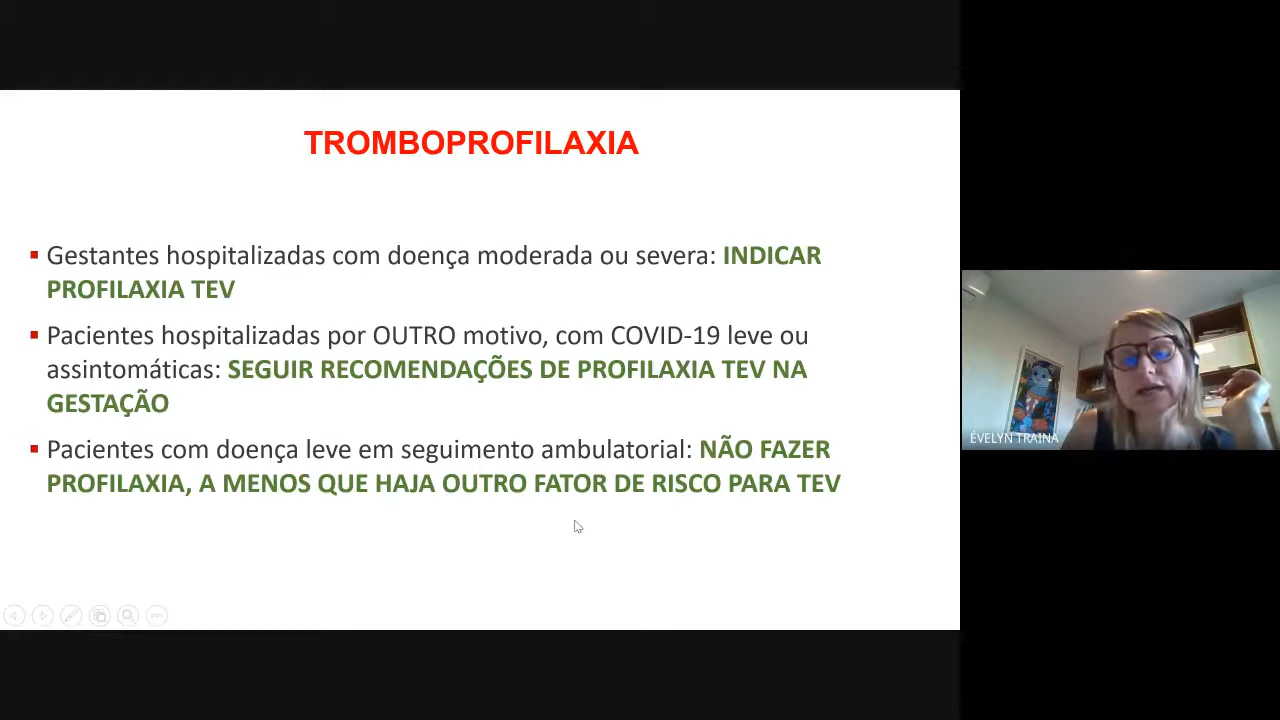 TROMBOPROFILAXIA
▪ Gestantes hospitalizadas com doença moderada ou severa: INDICAR
PROFILAXIA TEV
▪ Pacientes hospitalizadas por OUTRO motivo, com COVID-19 leve ou
assintomáticas: SEGUIR RECOMENDAÇÕES DE PROFILAXIA TEV NA
GESTAÇÃO
▪ Pacientes com doença leve em seguimento ambulatorial: NÃO FAZER
PROFILAXIA, A MENOS QUE HAJA OUTRO FATOR DE RISCO PARA TEV
ÉVELYN TRAINA